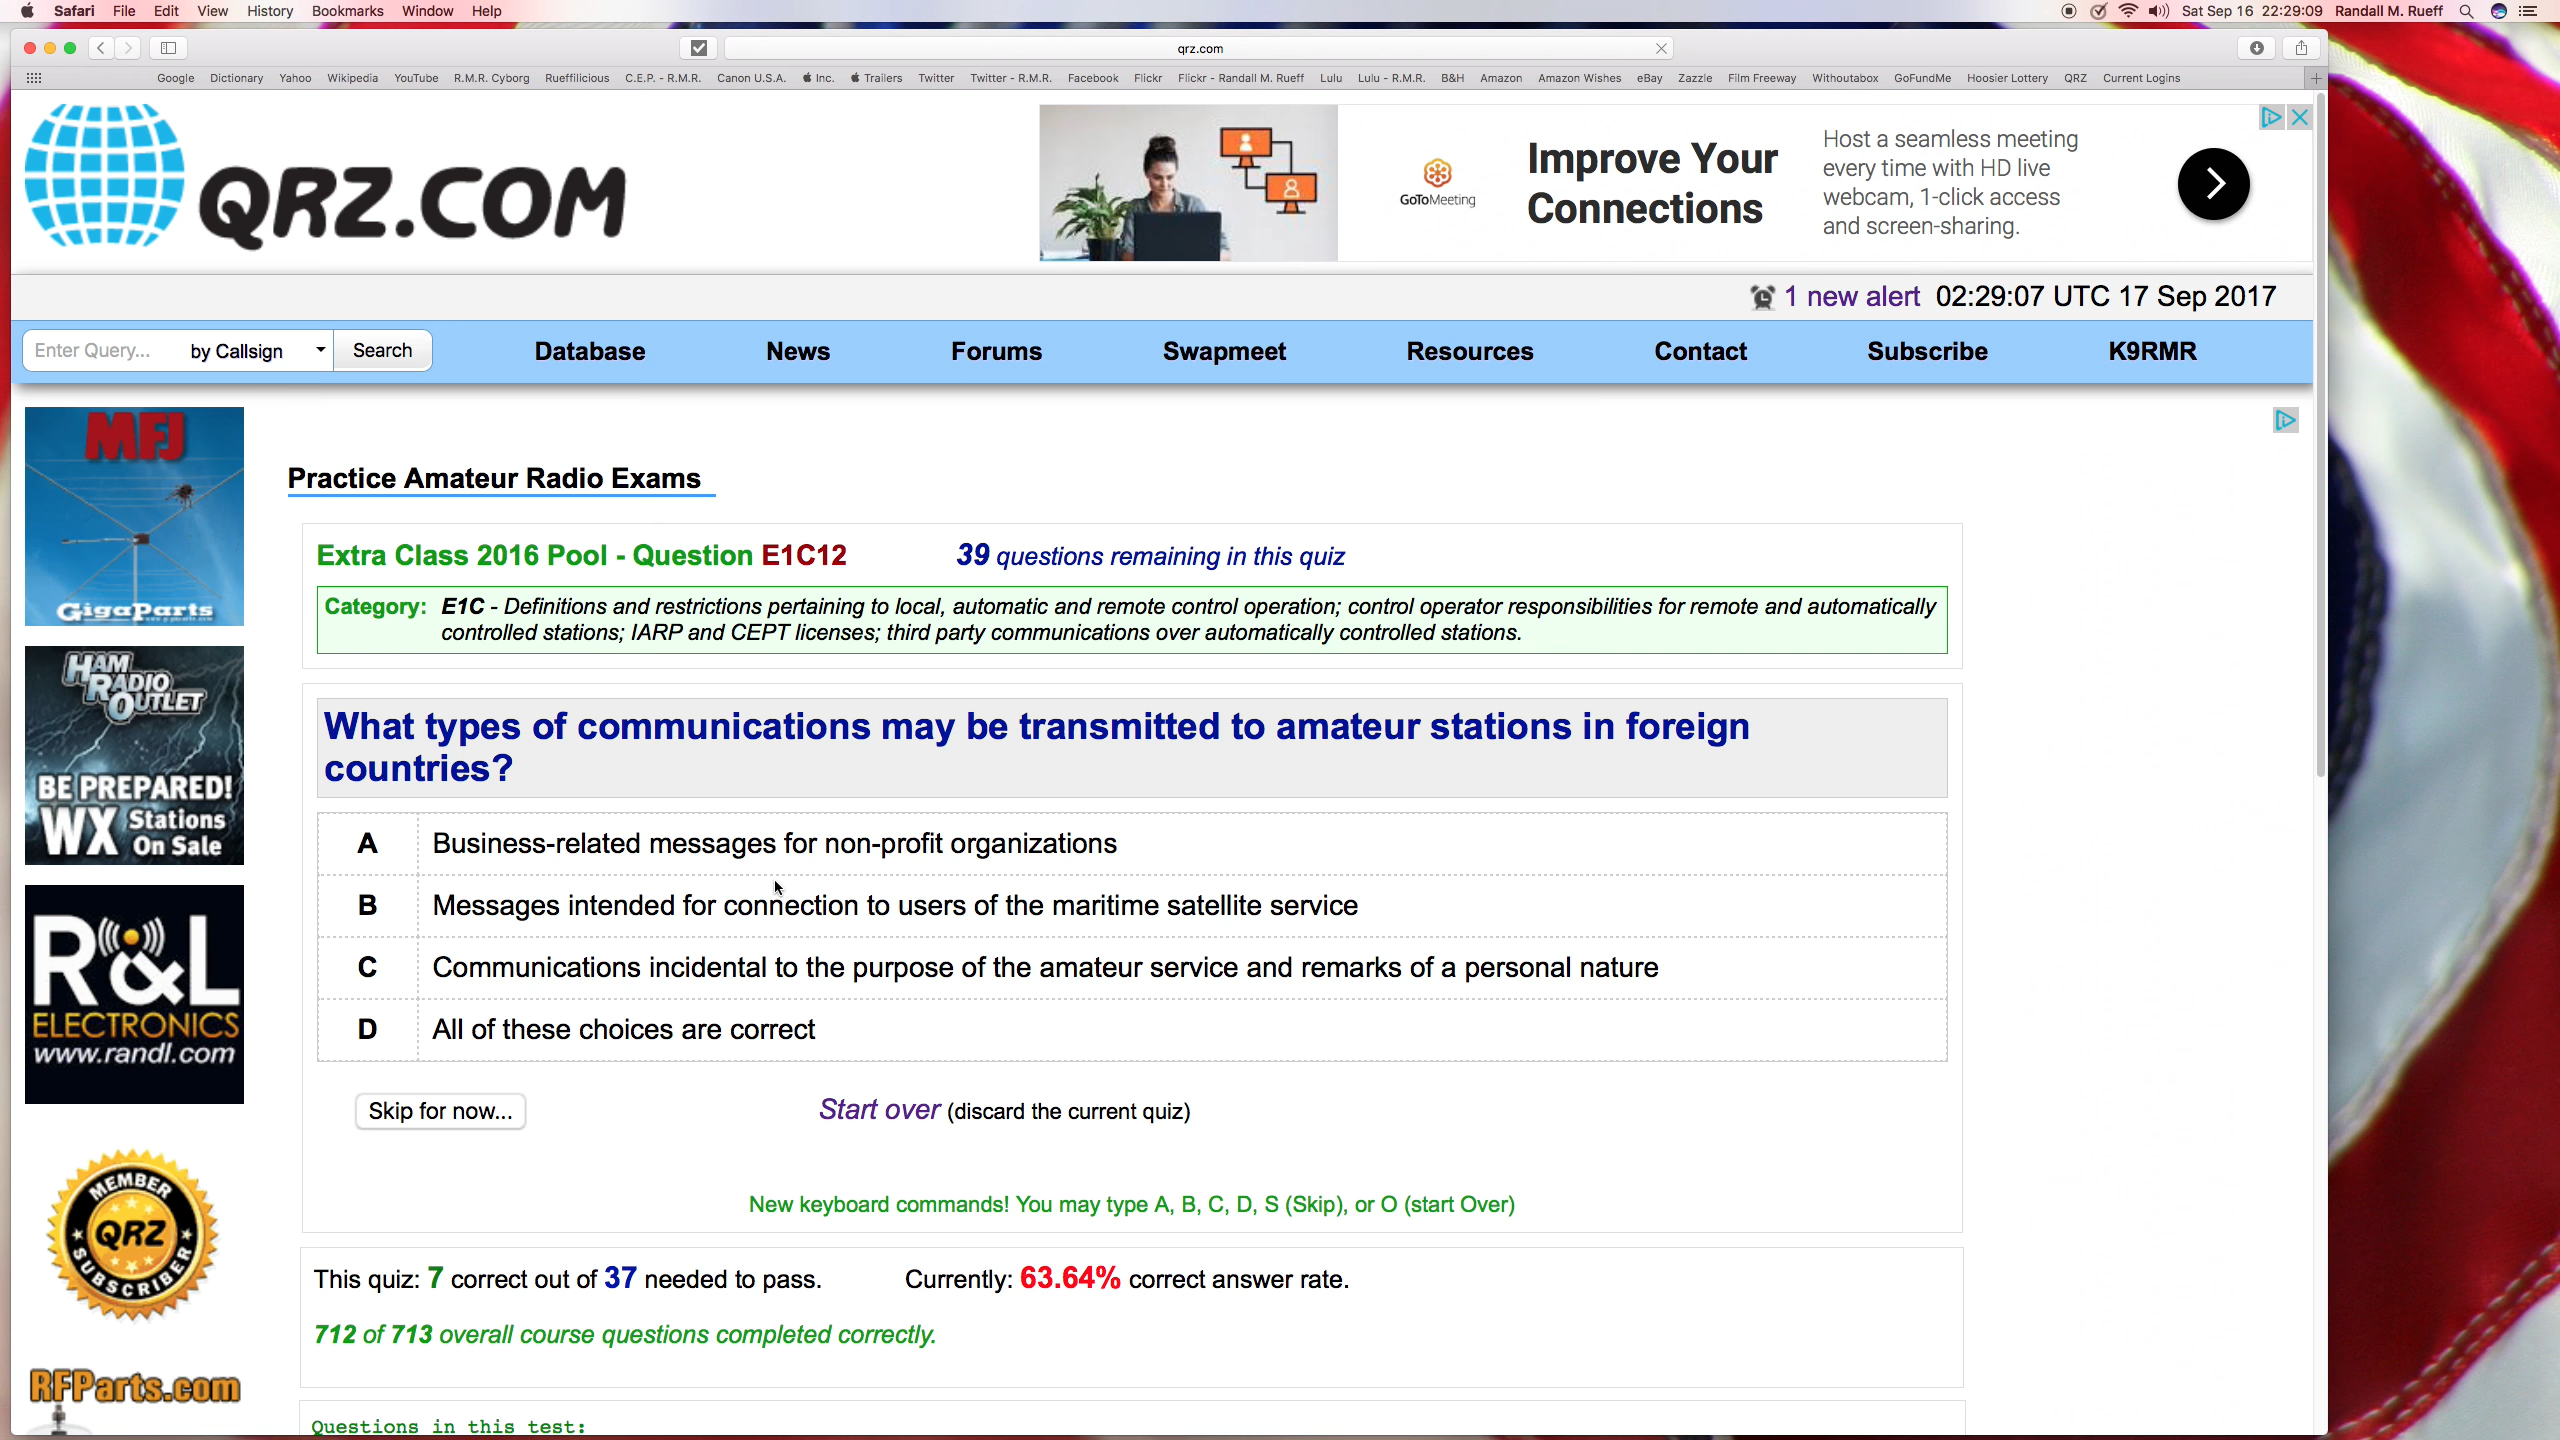 Safari File Edit View History Bookmarks Window Help
Sat Sep 16 22:29:09 Randall M. Rueff
qrz.com
Google Dictionary Yahoo Wikipedia YouTube R.M.R. Cyborg Rueffilicious C.E.P. - R.M.R. Canon U.S.A. Inc. Trailers Twitter Twitter - R.M.R. Facebook Flickr Flickr - Randall M. Rueff Lulu Lulu - R.M.R. B&H Amazon Amazon Wishes eBay Zazzle Film Freeway Withoutabox GoFundMe Hoosier Lottery QRZ Current Logins
QRZ.COM
GoToMeeting
Improve Your
Connections
Host a seamless meeting
every time with HD live
webcam, 1-click access
and screen-sharing.
1 new alert 02:29:07 UTC 17 Sep 2017
Enter Query... by Callsign Search Database News Forums Swapmeet Resources Contact Subscribe K9RMR
MFJ
GigaParts
HAM
RADIO
OUTLET
BE PREPARED!
WX Stations
On Sale
R&L
ELECTRONICS
www.randl.com
MEMBER
QRZ
SUBSCRIBER
RFParts.com
Practice Amateur Radio Exams
Extra Class 2016 Pool - Question E1C12 39 questions remaining in this quiz
Category: E1C - Definitions and restrictions pertaining to local, automatic and remote control operation; control operator responsibilities for remote and automatically
controlled stations; IARP and CEPT licenses; third party communications over automatically controlled stations.
What types of communications may be transmitted to amateur stations in foreign
countries?
A Business-related messages for non-profit organizations
B Messages intended for connection to users of the maritime satellite service
C Communications incidental to the purpose of the amateur service and remarks of a personal nature
D All of these choices are correct
Skip for now... Start over (discard the current quiz)
New keyboard commands! You may type A, B, C, D, S (Skip), or O (start Over)
This quiz: 7 correct out of 37 needed to pass. Currently: 63.64% correct answer rate.
712 of 713 overall course questions completed correctly.
Questions in this test: